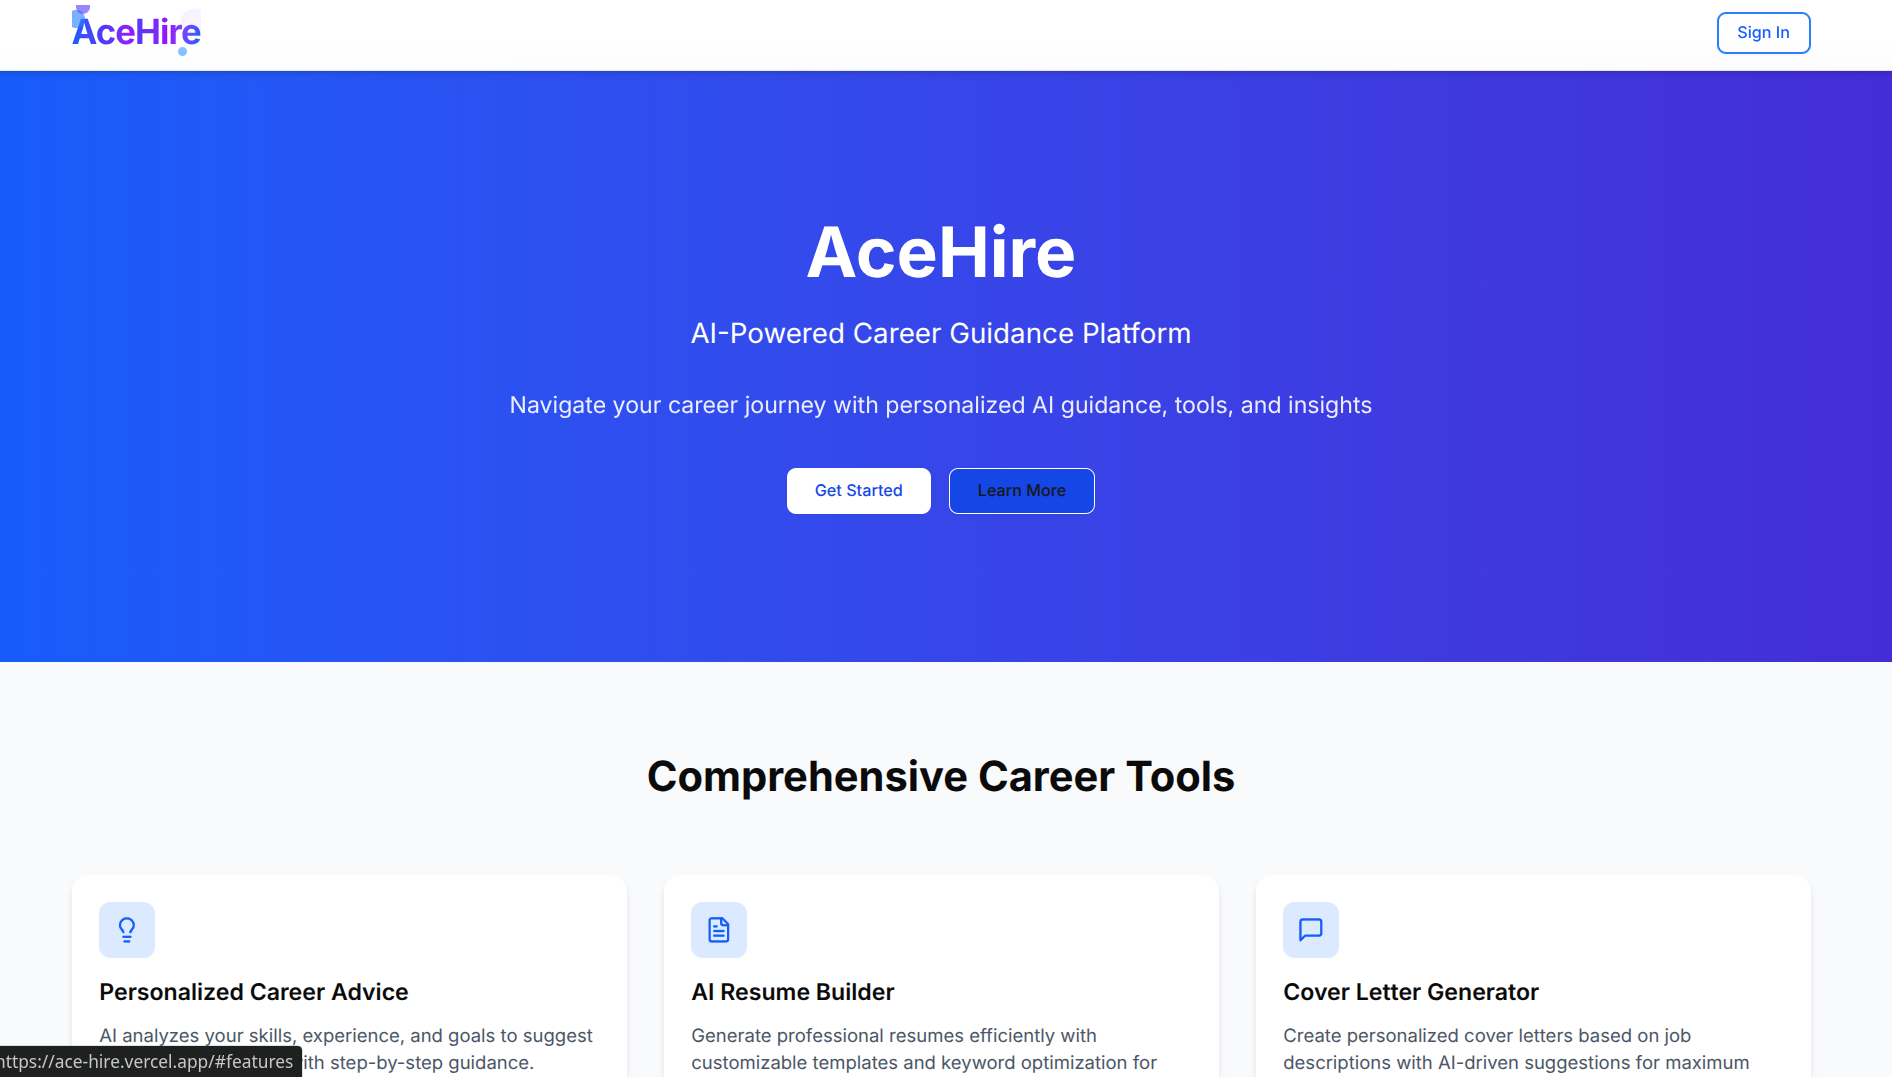 AceHire
Sign In
AceHire
AI-Powered Career Guidance Platform
Navigate your career journey with personalized AI guidance, tools, and insights
Get Started
Learn More
Comprehensive Career Tools
Personalized Career Advice
AI analyzes your skills, experience, and goals to suggest
ith step-by-step guidance.
AI Resume Builder
Generate professional resumes efficiently with
customizable templates and keyword optimization for
Cover Letter Generator
Create personalized cover letters based on job
descriptions with AI-driven suggestions for maximum
https://ace-hire.vercel.app/#features